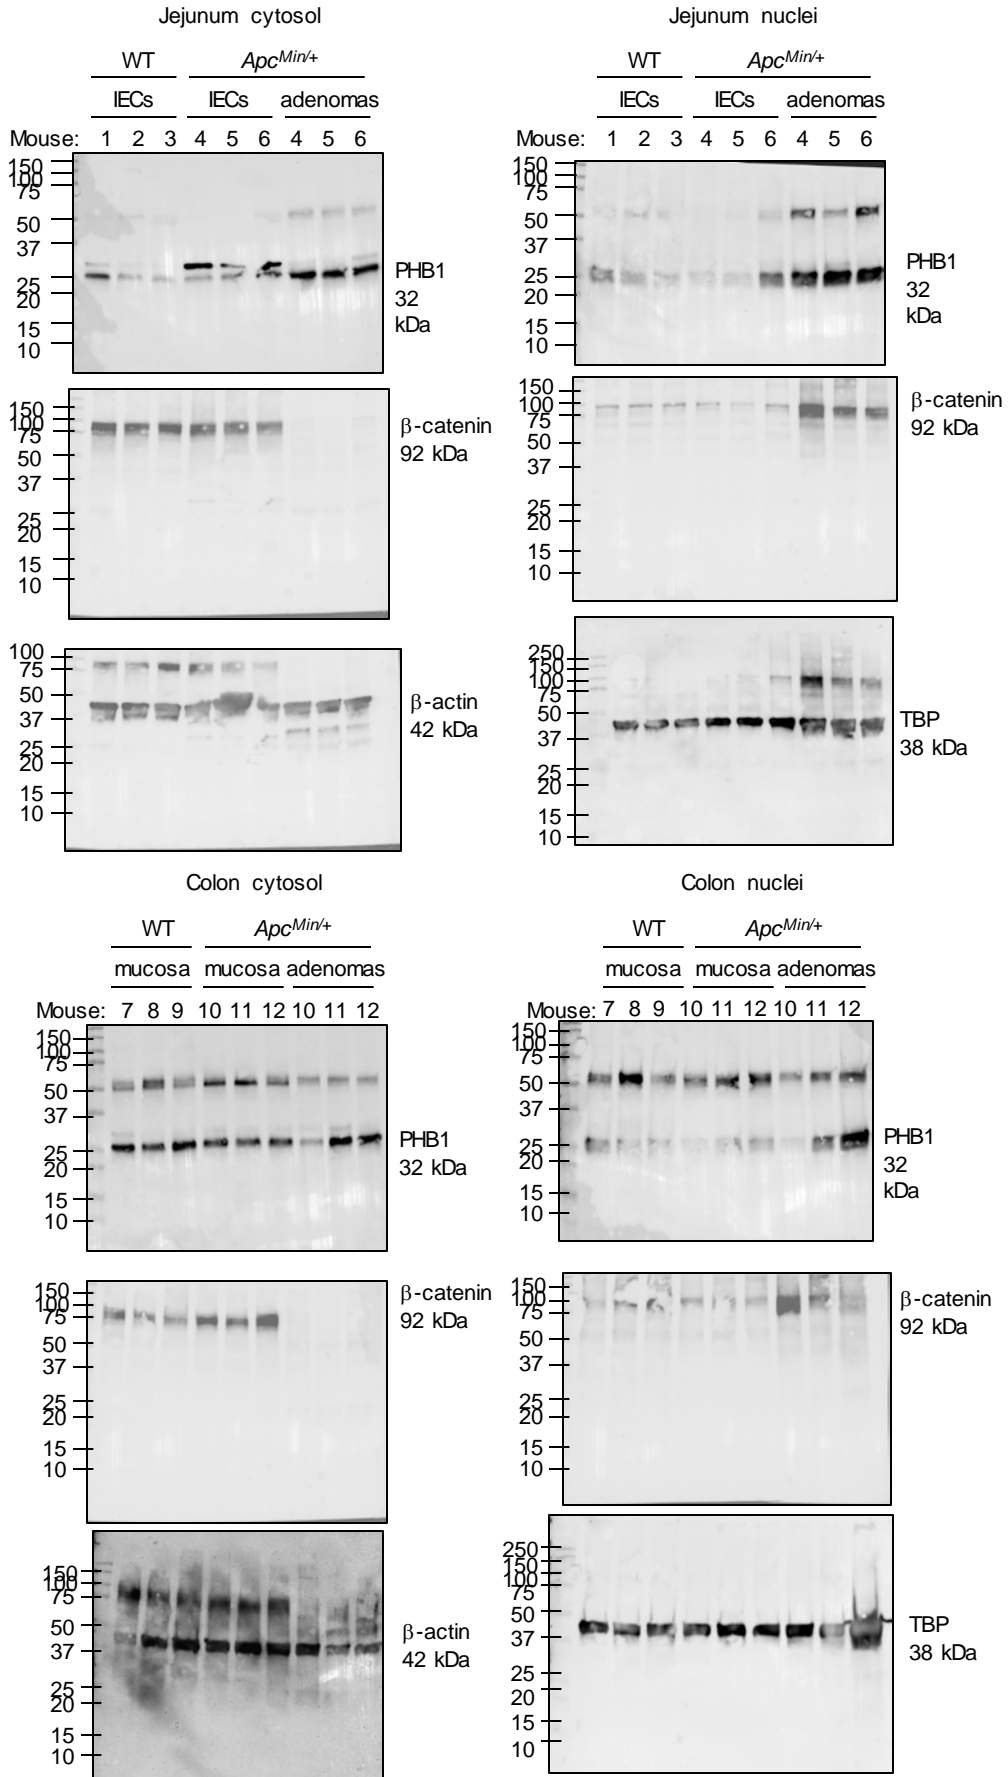 Jejunum cytosol
WT Apc^Min/+
IECs IECs adenomas
Mouse: 1 2 3 4 5 6 4 5 6
150
100
75
50
37
25
20
15
10
PHB1
32
kDa
150
100
75
50
37
25
20
15
10
β-catenin
92 kDa
100
75
50
37
25
20
15
10
β-actin
42 kDa
Jejunum nuclei
WT Apc^Min/+
IECs IECs adenomas
Mouse: 1 2 3 4 5 6 4 5 6
150
100
75
50
37
25
20
15
10
PHB1
32
kDa
150
100
75
50
37
25
20
15
10
β-catenin
92 kDa
250
150
100
75
50
37
25
20
15
10
TBP
38 kDa
Colon cytosol
WT Apc^Min/+
mucosa mucosa adenomas
Mouse: 7 8 9 10 11 12 10 11 12
150
100
75
50
37
25
20
15
10
PHB1
32 kDa
150
100
75
50
37
25
20
15
10
β-catenin
92 kDa
150
100
75
50
37
25
20
15
10
β-actin
42 kDa
Colon nuclei
WT Apc^Min/+
mucosa mucosa adenomas
Mouse: 7 8 9 10 11 12 10 11 12
150
100
75
50
37
25
20
15
10
PHB1
32
kDa
150
100
75
50
37
25
20
15
10
β-catenin
92 kDa
250
150
100
75
50
37
25
20
15
10
TBP
38 kDa